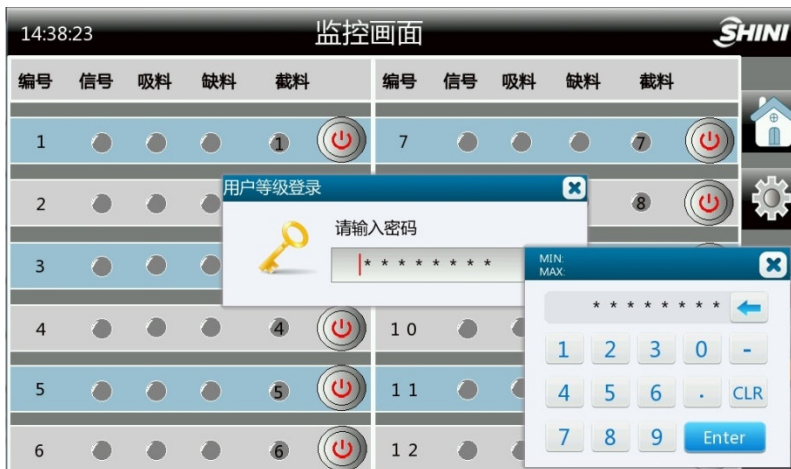 14:38:23 监控画面 SHINI
编号 信号 吸料 缺料 截料 编号 信号 吸料 缺料 截料
1 1 7 7
2 8
用户等级登录
请输入密码
* * * * * * * *
3
MIN:
MAX:
* * * * * * * *
4 4 10
1 2 3 0 -
5 5 11
4 5 6 . CLR
6 6 12
7 8 9 Enter